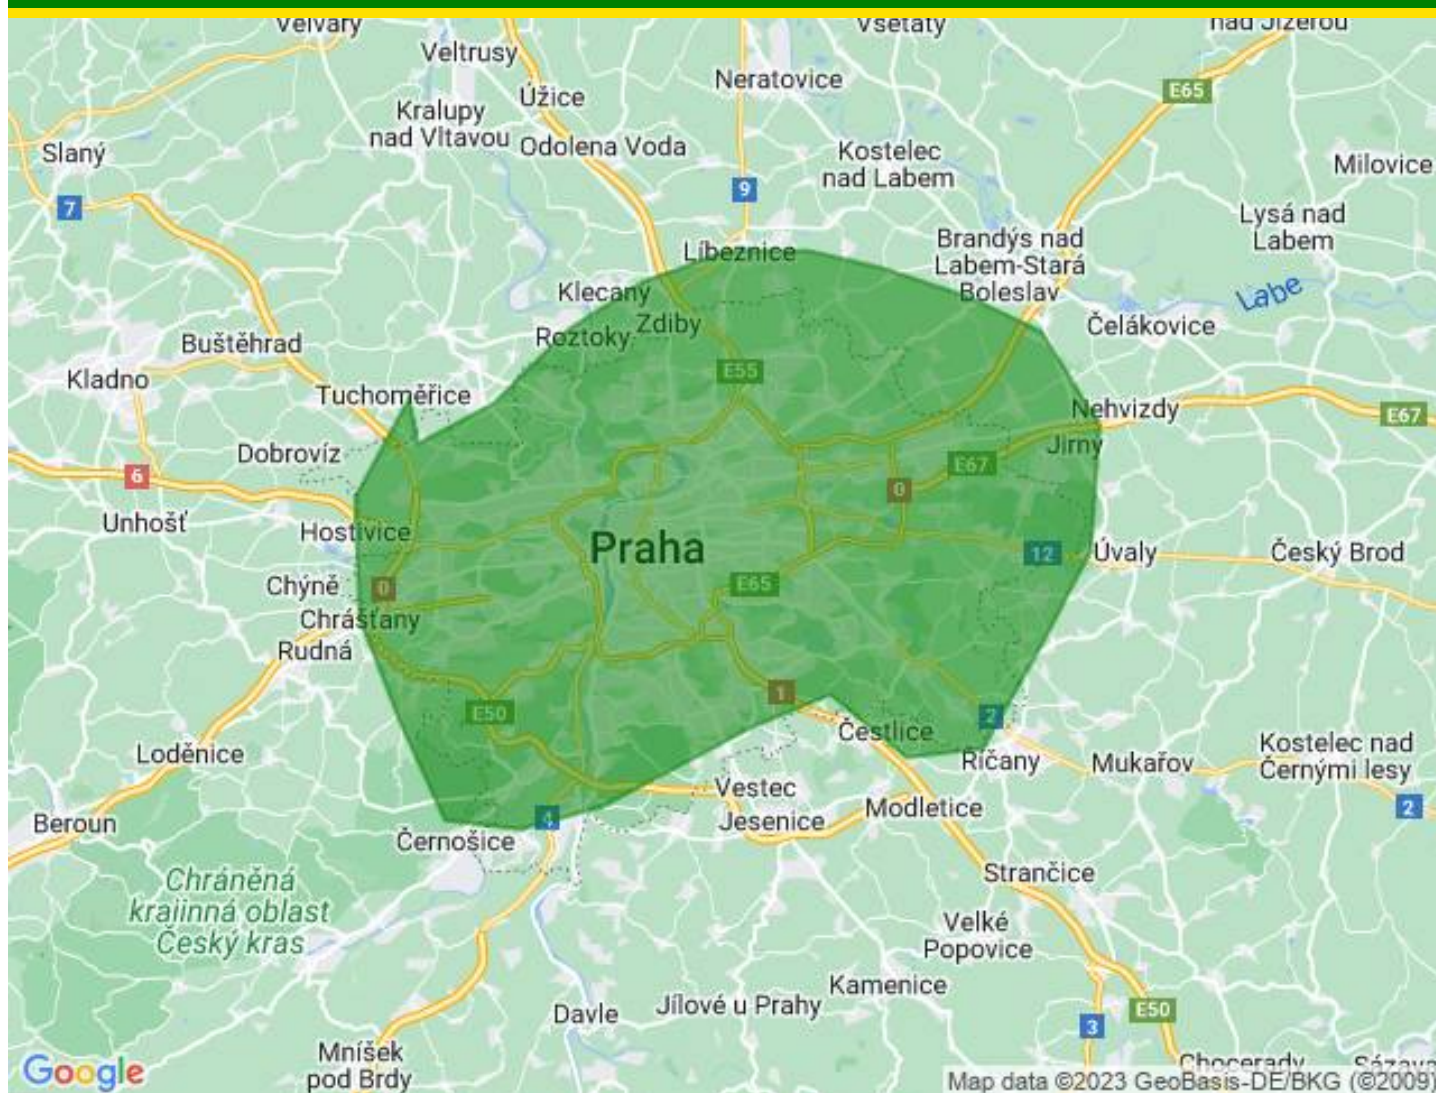 Velvary
Vsetaty
nad Jizerou
Veltrusy
Neratovice
E65
Úžice
Kralupy
nad Vltavou
Odolena Voda
Slaný
Kostelec
nad Labem
Milovice
9
7
Lysá nad
Labem
Brandýs nad
Labem-Stará
Boleslav
Líbeznice
Klecany
Labe
Zdiby
Roztoky
Čelákovice
Buštěhrad
Kladno
E55
Tuchoměřice
Nehvizdy
E67
Jirny
Dobrovíz
E67
6
0
Unhošť
Hostivice
Praha
12
Úvaly
Český Brod
Chýně
0
E65
Chrášťany
Rudná
1
E50
2
Čestlice
Loděnice
Říčany
Mukařov
Kostelec nad
Černými lesy
Vestec
Modletice
2
Beroun
4
Jesenice
Černošice
Chráněná
krajinná oblast
Český kras
Strančice
Velké
Popovice
Kamenice
Davle
Jílové u Prahy
E50
3
Mníšek
pod Brdy
Chocerady
Google
Map data ©2023 GeoBasis-DE/BKG (©2009)